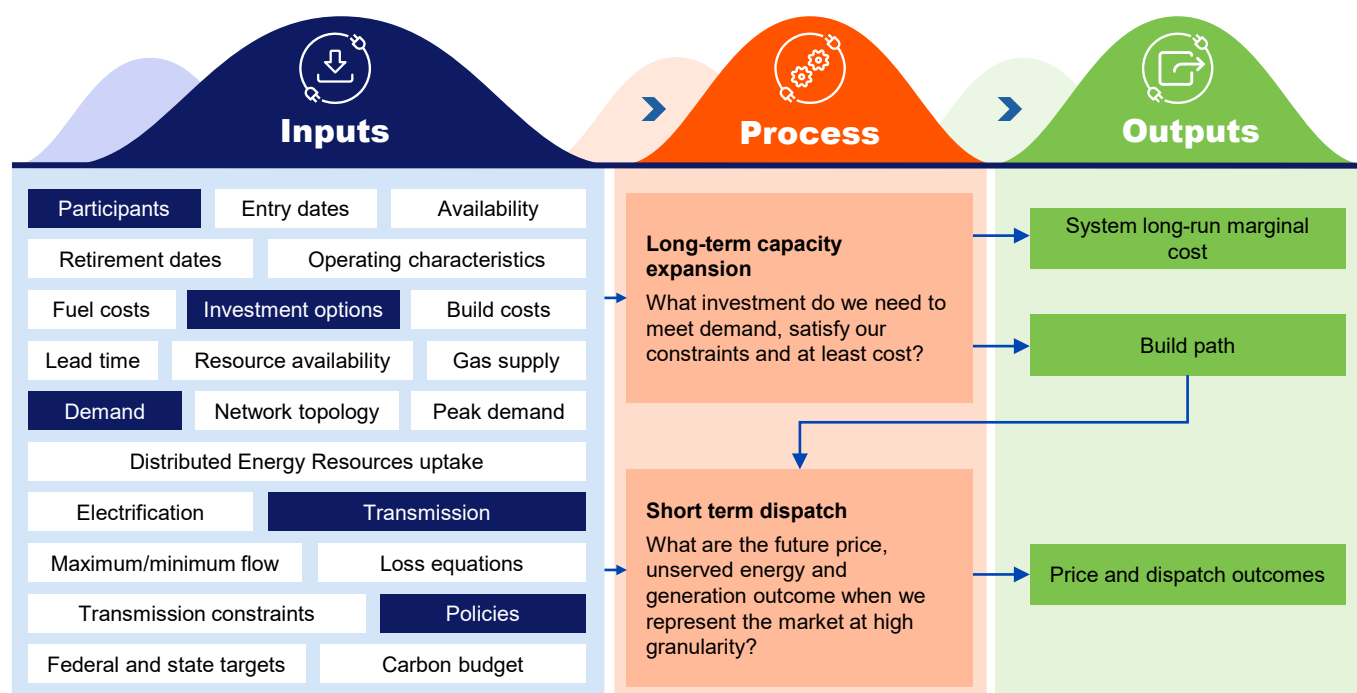 Inputs
Process
Outputs
Participants
Entry dates
Availability
Retirement dates
Operating characteristics
Fuel costs
Investment options
Build costs
Lead time
Resource availability
Gas supply
Demand
Network topology
Peak demand
Distributed Energy Resources uptake
Electrification
Transmission
Maximum/minimum flow
Loss equations
Transmission constraints
Policies
Federal and state targets
Carbon budget
Long-term capacity
expansion
What investment do we need to
meet demand, satisfy our
constraints and at least cost?
Short term dispatch
What are the future price,
unserved energy and
generation outcome when we
represent the market at high
granularity?
System long-run marginal
cost
Build path
Price and dispatch outcomes